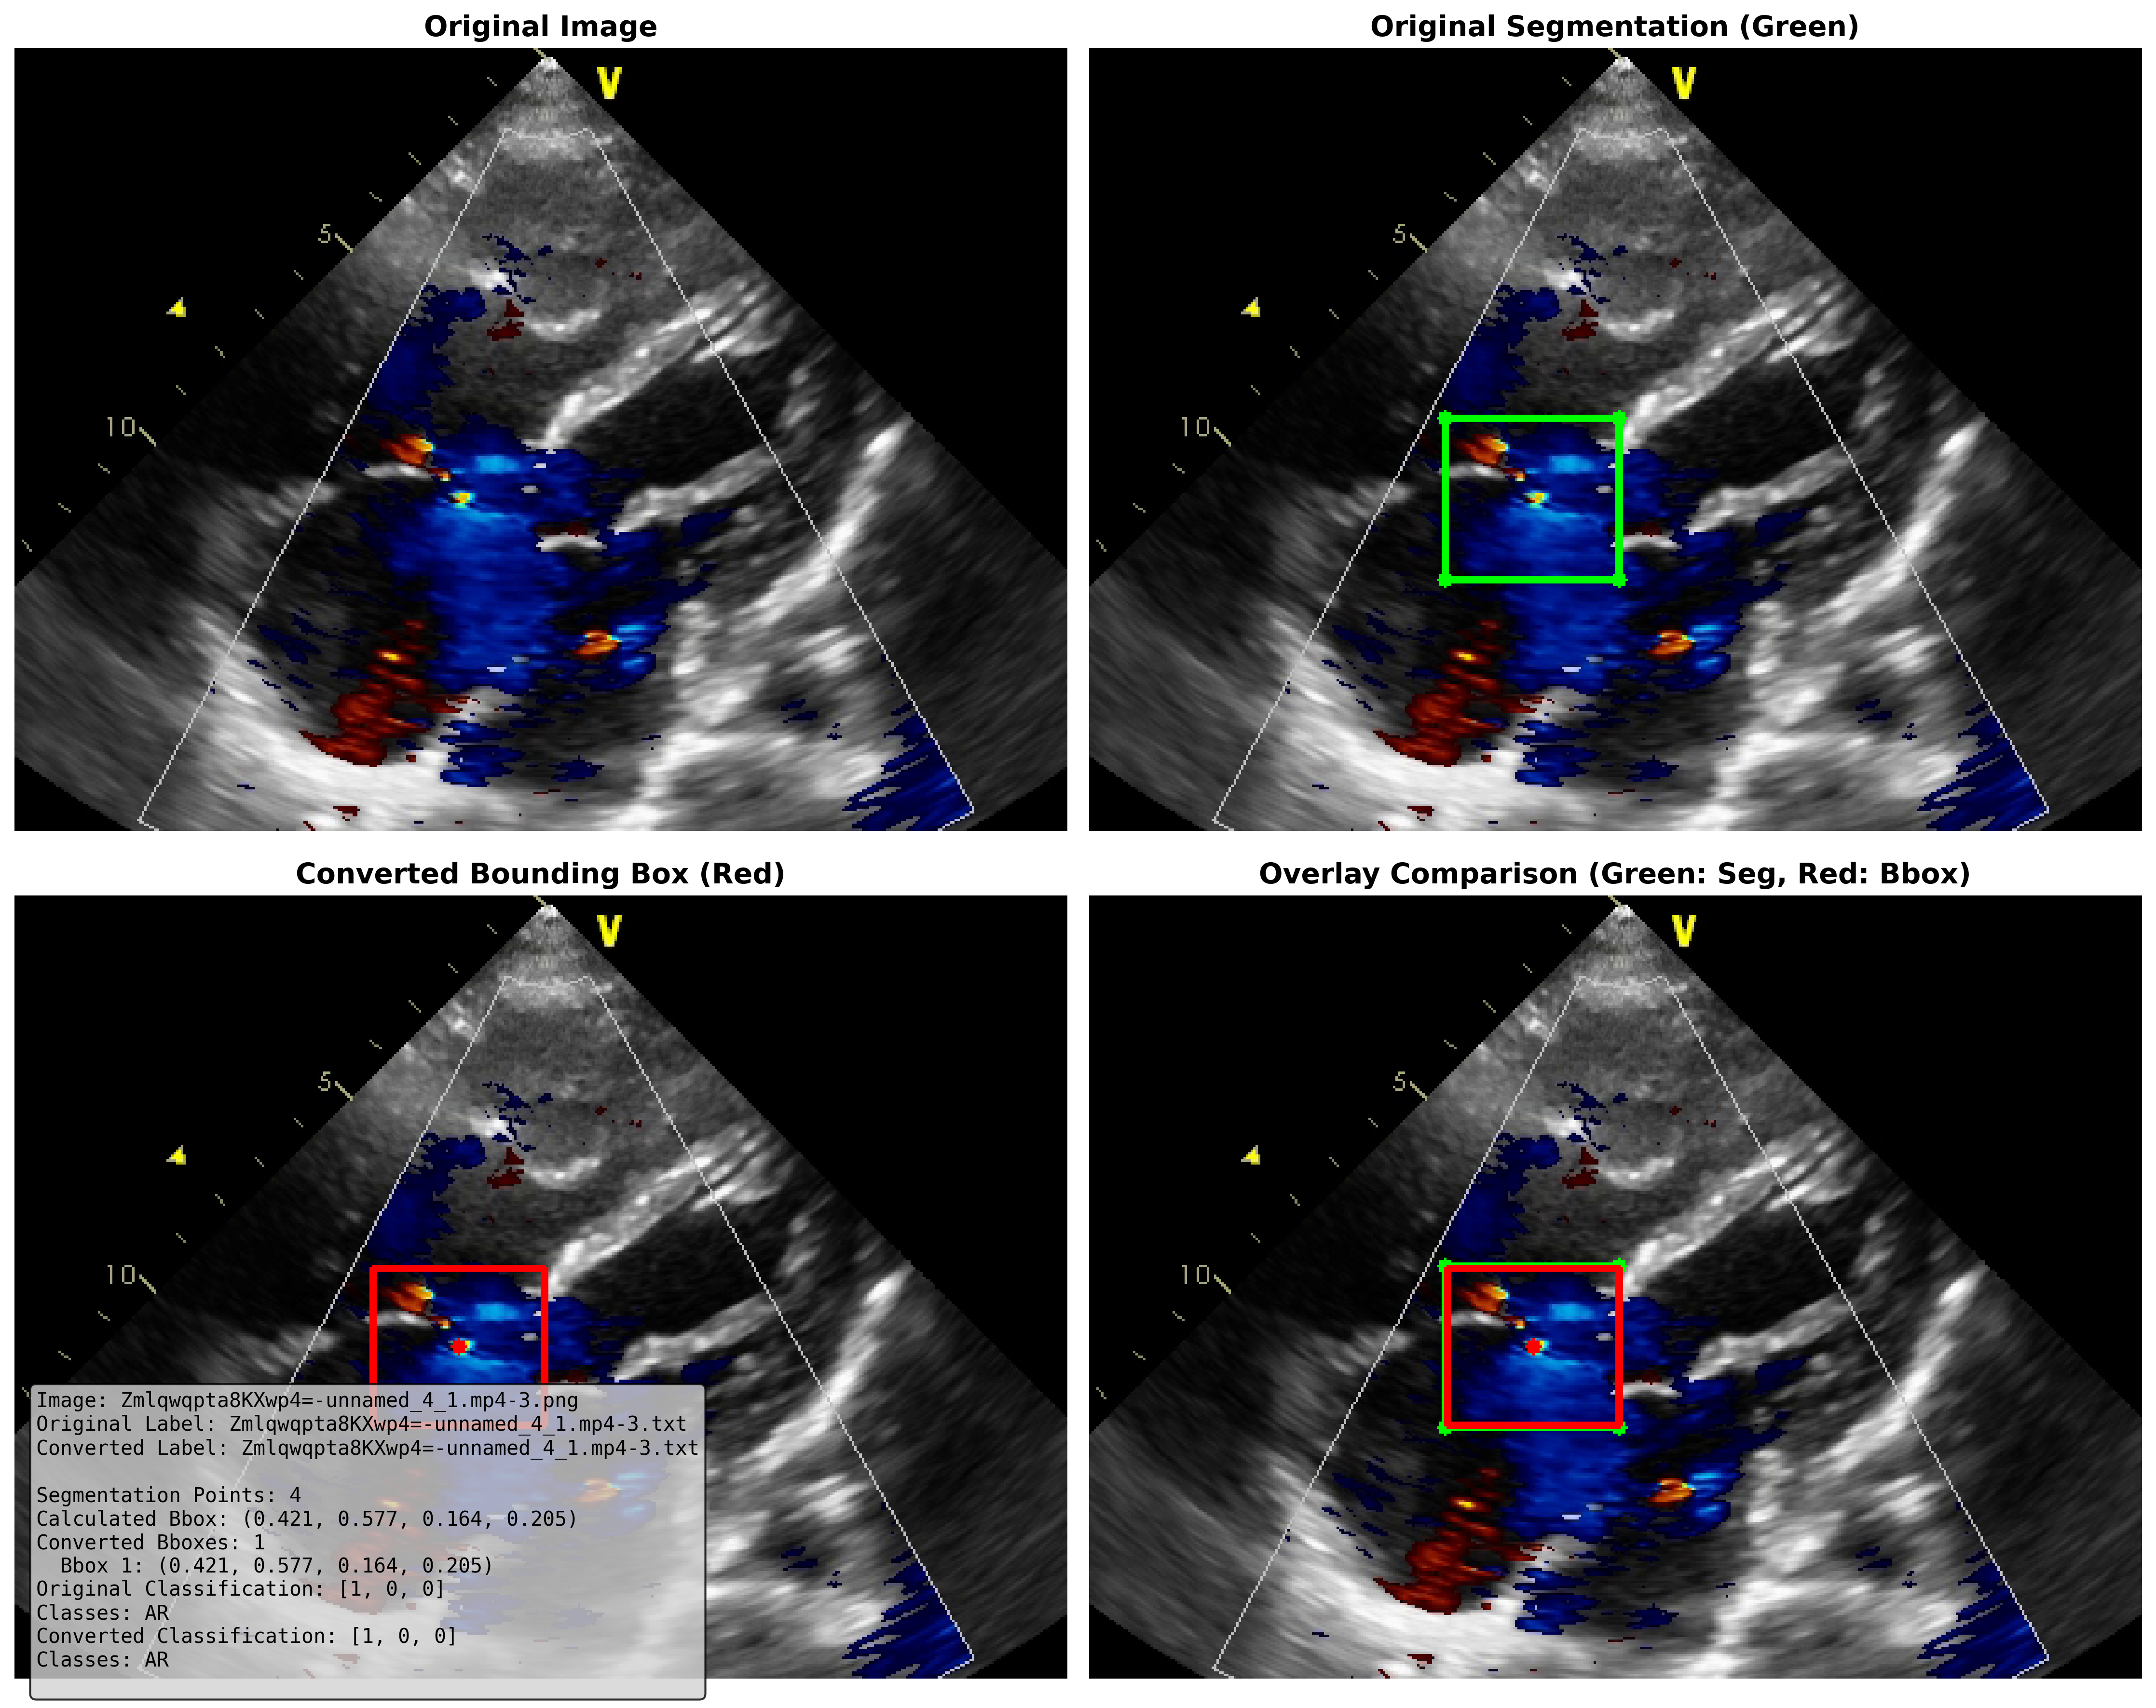 Original Image
Original Segmentation (Green)
V
5
10
V
5
10
Converted Bounding Box (Red)
Overlay Comparison (Green: Seg, Red: Bbox)
V
5
10
V
5
10
Image: Zmlqwqpta8KXwp4=-unnamed_4_1.mp4-3.png
Original Label: Zmlqwqpta8KXwp4=-unnamed_4_1.mp4-3.txt
Converted Label: Zmlqwqpta8KXwp4=-unnamed_4_1.mp4-3.txt
Segmentation Points: 4
Calculated Bbox: (0.421, 0.577, 0.164, 0.205)
Converted Bboxes: 1
Bbox 1: (0.421, 0.577, 0.164, 0.205)
Original Classification: [1, 0, 0]
Classes: AR
Converted Classification: [1, 0, 0]
Classes: AR